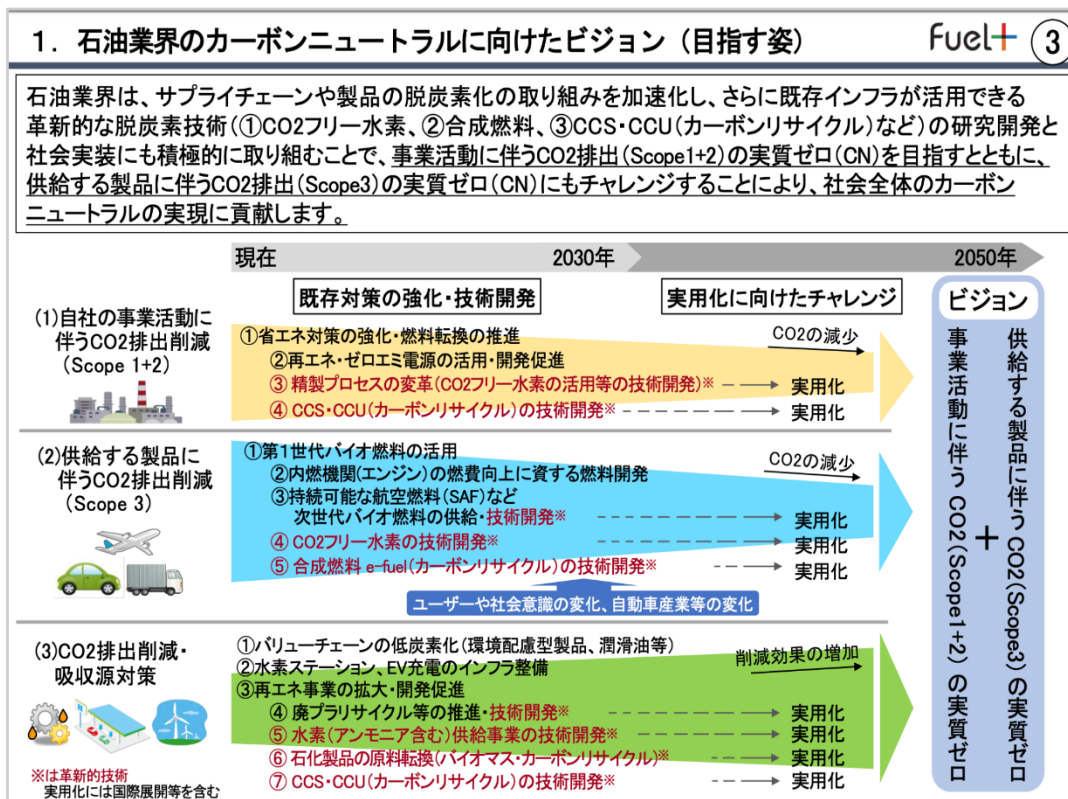 1. 石油業界のカーボンニュートラルに向けたビジョン（目指す姿）
Fuel+
3
石油業界は、サプライチェーンや製品の脱炭素化の取り組みを加速化し、さらに既存インフラが活用できる
革新的な脱炭素技術（①CO2フリー水素、②合成燃料、③CCS・CCU（カーボンリサイクル）など）の研究開発と
社会実装にも積極的に取り組むことで、事業活動に伴うCO2排出（Scope1+2）の実質ゼロ（CN）を目指すとともに、
供給する製品に伴うCO2排出（Scope3）の実質ゼロ（CN）にもチャレンジすることにより、社会全体のカーボン
ニュートラルの実現に貢献します。
現在
2030年
2050年
既存対策の強化・技術開発
実用化に向けたチャレンジ
(1)自社の事業活動に
伴うCO2排出削減
(Scope 1+2)
①省エネ対策の強化・燃料転換の推進
CO2の減少
②再エネ・ゼロエミ電源の活用・開発促進
③ 精製プロセスの変革（CO2フリー水素の活用等の技術開発）※
実用化
④ CCS・CCU（カーボンリサイクル）の技術開発※
実用化
(2)供給する製品に
伴うCO2排出削減
(Scope 3)
①第1世代バイオ燃料の活用
CO2の減少
②内燃機関（エンジン）の燃費向上に資する燃料開発
③持続可能な航空燃料（SAF）など
次世代バイオ燃料の供給・技術開発※
実用化
④ CO2フリー水素の技術開発※
実用化
⑤ 合成燃料 e-fuel（カーボンリサイクル）の技術開発※
実用化
ユーザーや社会意識の変化、自動車産業等の変化
(3)CO2排出削減・
吸収源対策
①バリューチェーンの低炭素化（環境配慮型製品、潤滑油等）
削減効果の増加
②水素ステーション、EV充電のインフラ整備
③再エネ事業の拡大・開発促進
④ 廃プラリサイクル等の推進・技術開発※
実用化
⑤ 水素（アンモニア含む）供給事業の技術開発※
実用化
⑥ 石化製品の原料転換（バイオマス・カーボンリサイクル）※
実用化
⑦ CCS・CCU（カーボンリサイクル）の技術開発※
実用化
※は革新的技術
実用化には国際展開等を含む
ビジョン
供給する製品に伴うCO2(Scope3)の実質ゼロ
+
事業活動に伴うCO2(Scope1+2)の実質ゼロ